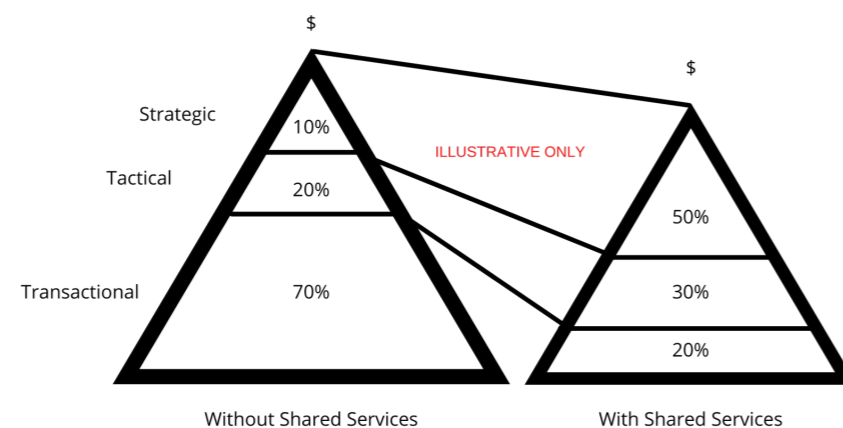 $
$
Strategic
10%
ILLUSTRATIVE ONLY
Tactical
20%
50%
Transactional
70%
30%
20%
Without Shared Services
With Shared Services